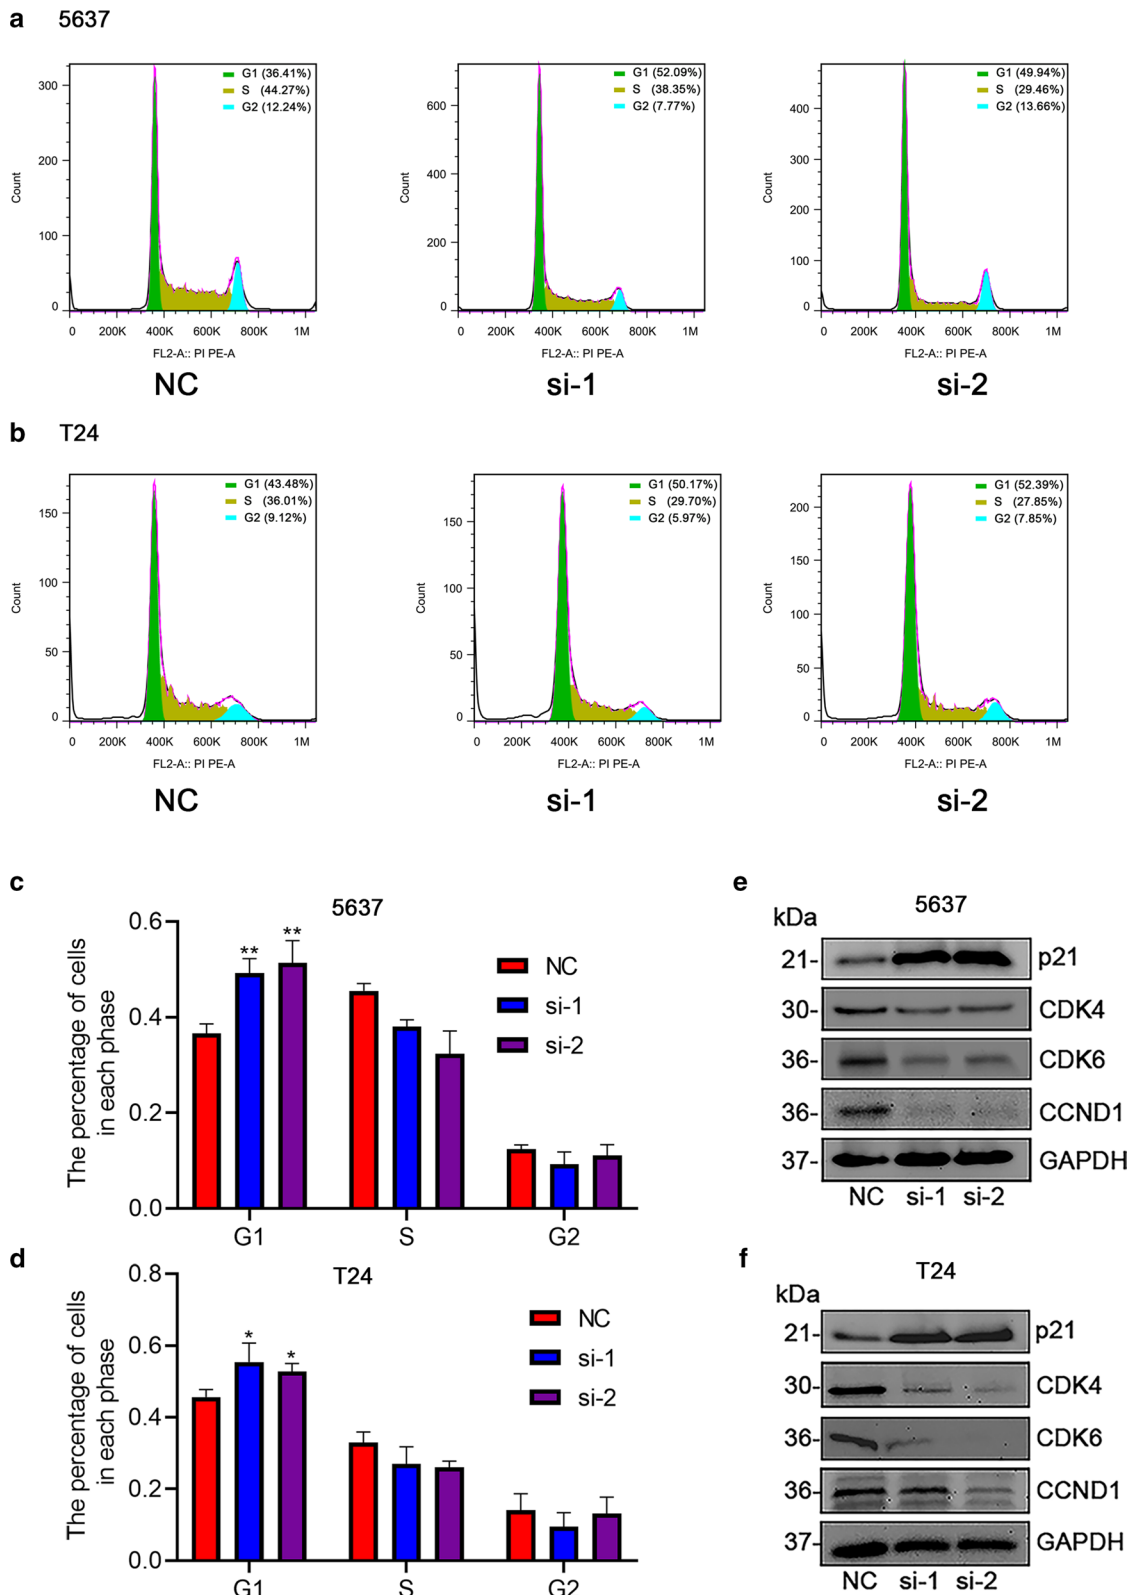 a 5637
G1 (36.41%)
S (44.27%)
G2 (12.24%)
300
200
100
0
Count
0 200K 400K 600K 800K 1M
FL2-A:: PI PE-A
NC
G1 (52.09%)
S (38.35%)
G2 (7.77%)
600
400
200
0
Count
0 200K 400K 600K 800K 1M
FL2-A:: PI PE-A
si-1
G1 (49.94%)
S (29.46%)
G2 (13.66%)
400
300
200
100
0
Count
0 200K 400K 600K 800K 1M
FL2-A:: PI PE-A
si-2
b T24
G1 (43.48%)
S (36.01%)
G2 (9.12%)
150
100
50
0
Count
0 200K 400K 600K 800K 1M
FL2-A:: PI PE-A
NC
G1 (50.17%)
S (29.70%)
G2 (5.97%)
150
100
50
0
Count
0 200K 400K 600K 800K 1M
FL2-A:: PI PE-A
si-1
G1 (52.39%)
S (27.85%)
G2 (7.85%)
200
150
100
50
0
Count
0 200K 400K 600K 800K 1M
FL2-A:: PI PE-A
si-2
c
5637
The percentage of cells
in each phase
0.6
0.4
0.2
0.0
** **
NC
si-1
si-2
G1 S G2
d
T24
The percentage of cells
in each phase
0.8
0.6
0.4
0.2
0.0
* *
NC
si-1
si-2
G1 S G2
e
5637
kDa
21- p21
30- CDK4
36- CDK6
36- CCND1
37- GAPDH
NC si-1 si-2
f
T24
kDa
21- p21
30- CDK4
36- CDK6
36- CCND1
37- GAPDH
NC si-1 si-2